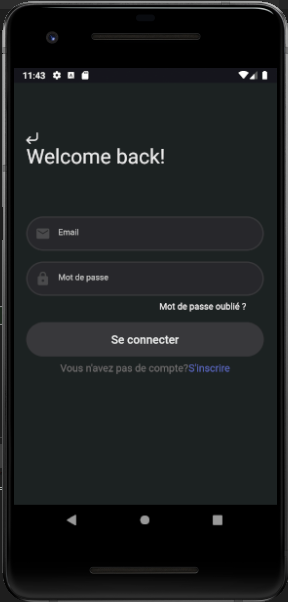 11:43
Welcome back!
Email
Mot de passe
Mot de passe oublié ?
Se connecter
Vous n'avez pas de compte?S'inscrire